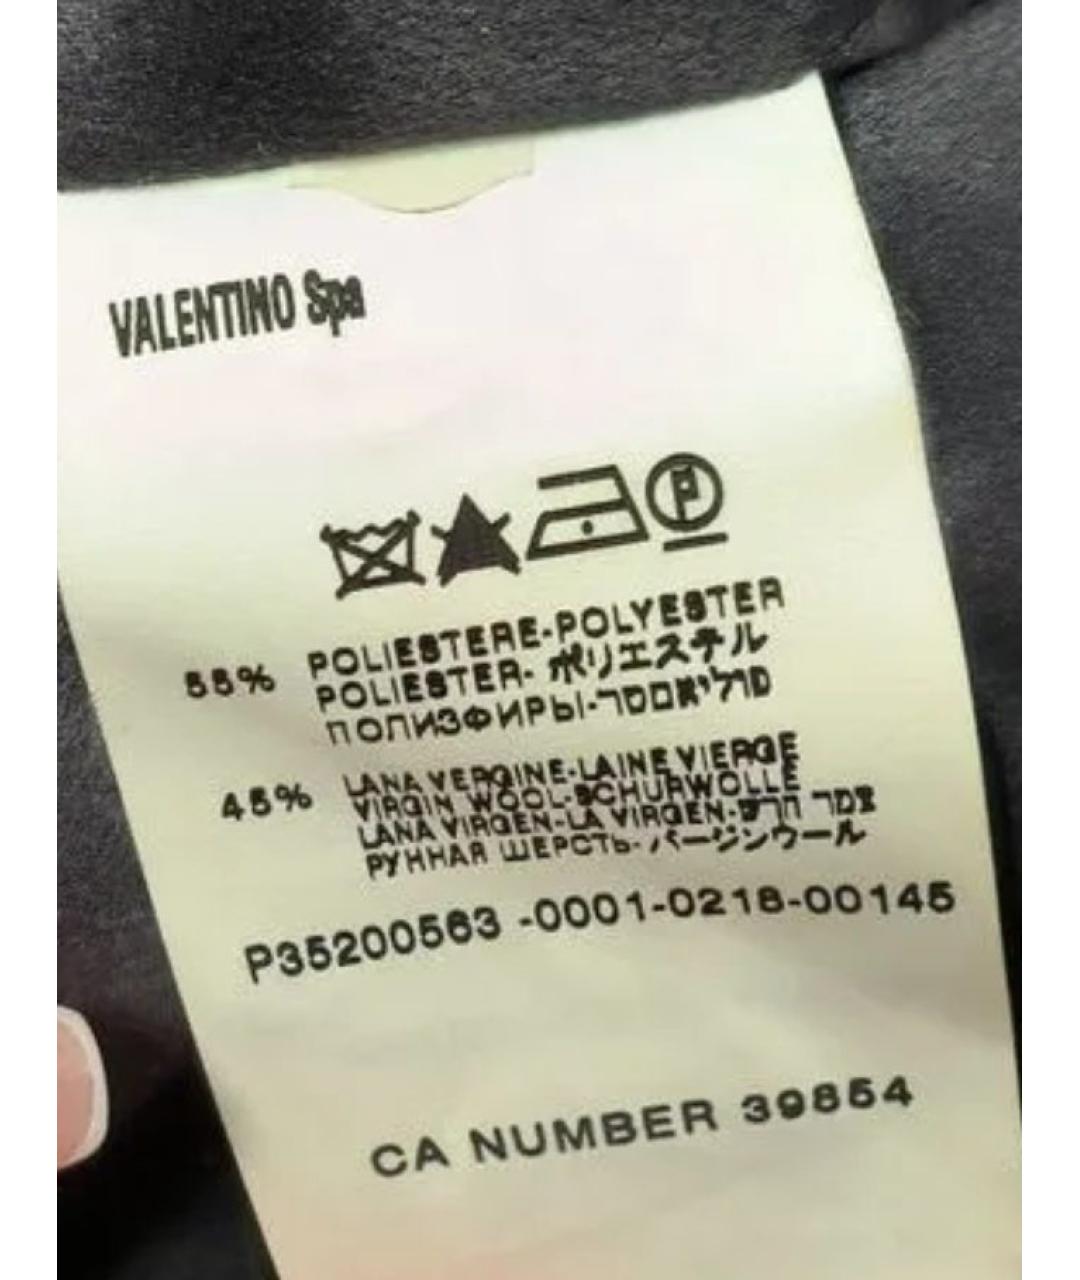 VALENTINO Spa
55% POLIESTERE-POLYESTER
POLIESTER- ポリエステル
ПОЛИЭФИРЫ-פוליאסטר
45% LANA VERGINE-LAINE VIERGE
VIRGIN WOOL-SCHURWOLLE
LANA VIRGEN-LA VIRGEN-צמר חדש
РУННАЯ ШЕРСТЬ-バージンウール
P35200563 -0001-0218-00145
CA NUMBER 39854